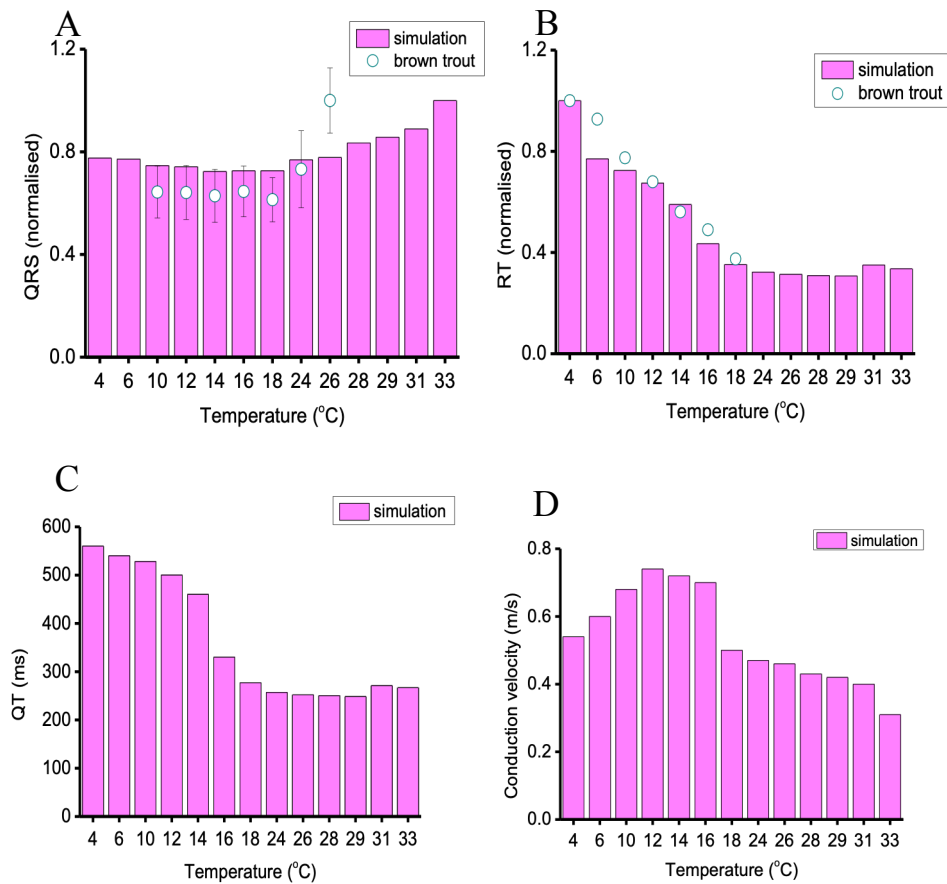 A
simulation
brown trout
1.2
0.8
0.4
0.0
QRS (normalised)
4 6 10 12 14 16 18 24 26 28 29 31 33
Temperature (°C)
B
simulation
brown trout
1.2
0.8
0.4
0.0
RT (normalised)
4 6 10 12 14 16 18 24 26 28 29 31 33
Temperature (°C)
C
simulation
600
500
400
300
200
100
0
QT (ms)
4 6 10 12 14 16 18 24 26 28 29 31 33
Temperature (°C)
D
simulation
0.8
0.6
0.4
0.2
0.0
Conduction velocity (m/s)
4 6 10 12 14 16 18 24 26 28 29 31 33
Temperature (°C)